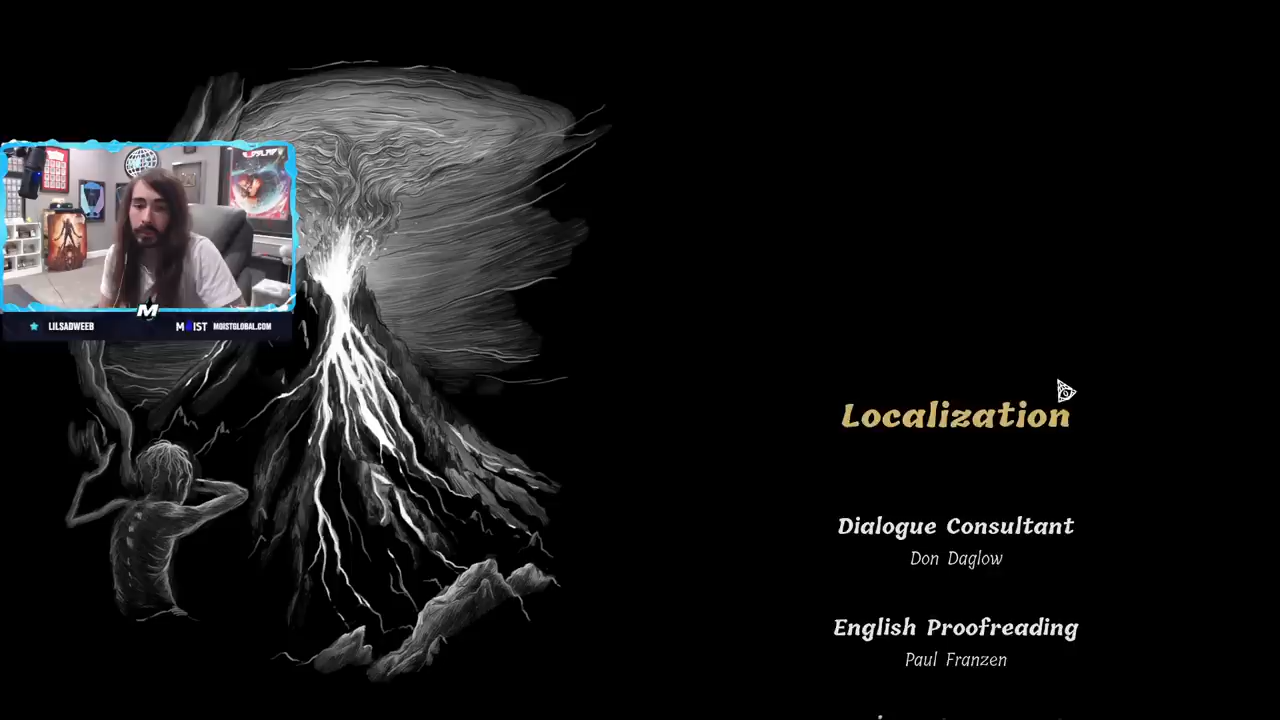 LILSADWEEB
MOIST
MOISTGLOBAL.COM
Localization
Dialogue Consultant
Don Daglow
English Proofreading
Paul Franzen